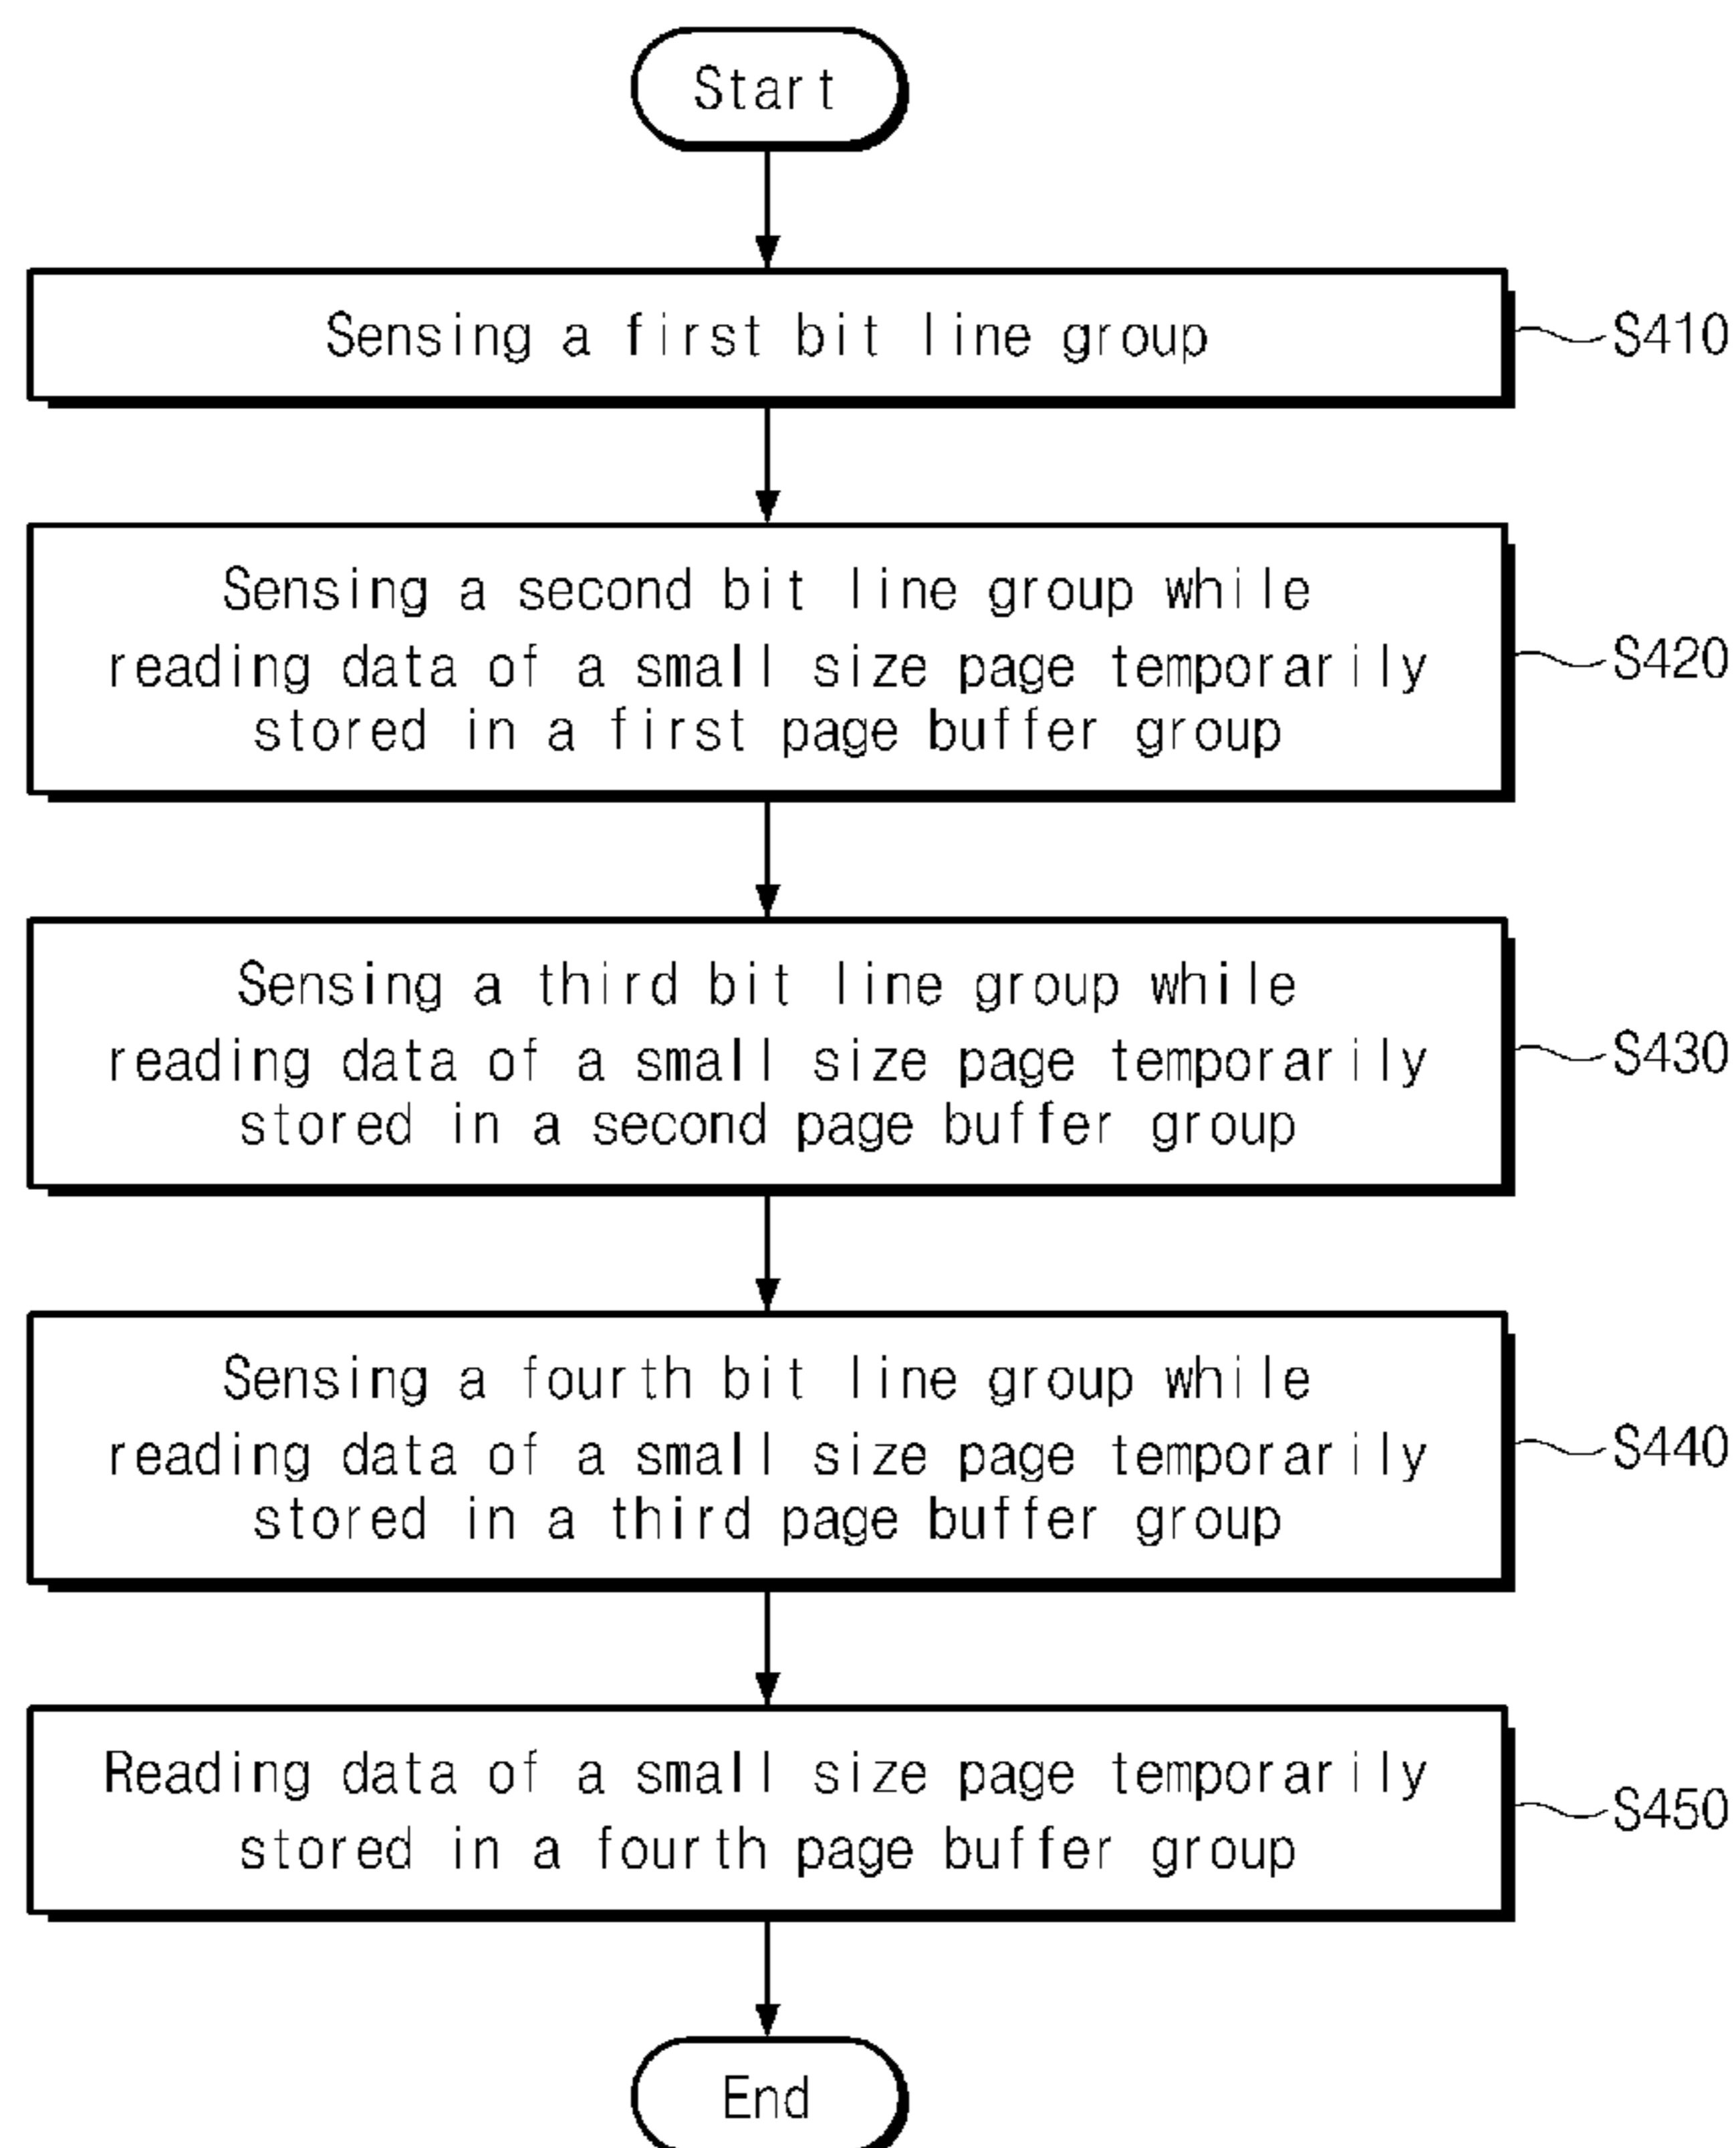 Start
Sensing a first bit line group
S410
Sensing a second bit line group while
reading data of a small size page temporarily
stored in a first page buffer group
S420
Sensing a third bit line group while
reading data of a small size page temporarily
stored in a second page buffer group
S430
Sensing a fourth bit line group while
reading data of a small size page temporarily
stored in a third page buffer group
S440
Reading data of a small size page temporarily
stored in a fourth page buffer group
S450
End